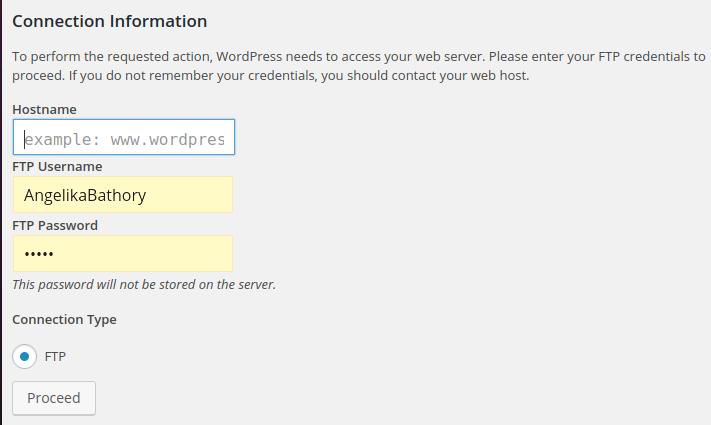 Connection Information
To perform the requested action, WordPress needs to access your web server. Please enter your FTP credentials to
proceed. If you do not remember your credentials, you should contact your web host.
Hostname
example: www.wordpres
FTP Username
AngelikaBathory
FTP Password
•••••
This password will not be stored on the server.
Connection Type
FTP
Proceed